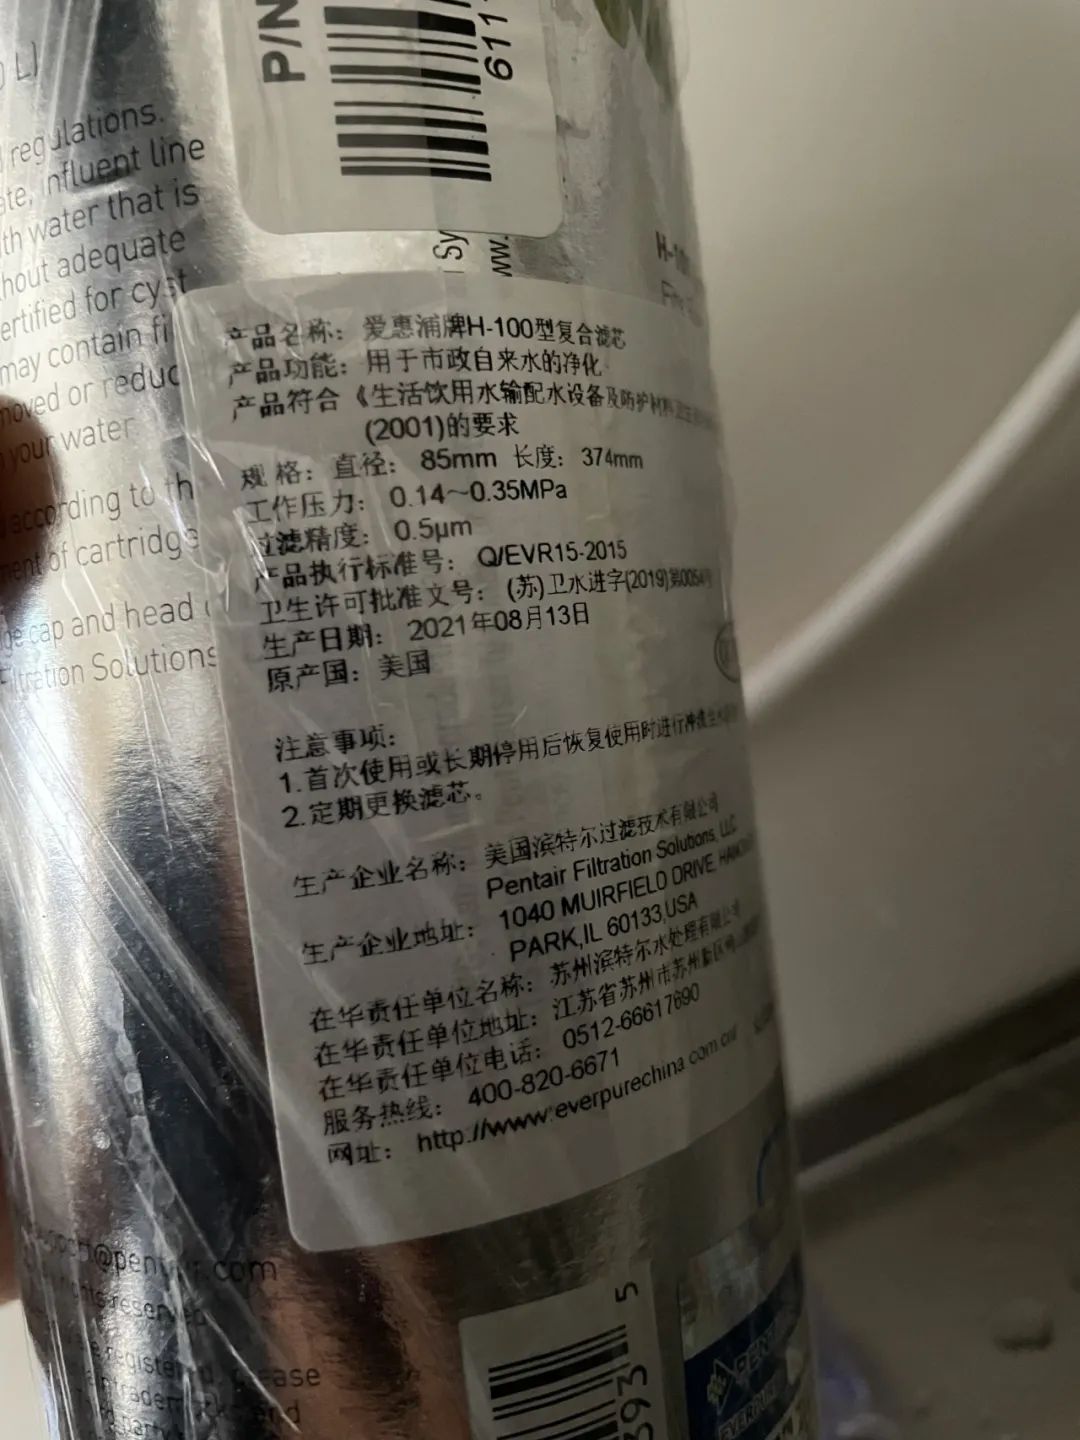 P/N
611
L)
regulations.
influent line
with water that is
without adequate
certified for cyst
may contain
removed or
your water.
according to
of cartridge
cap and head
Filtration Solutions
H-100
产品名称: 爱惠浦牌H-100型复合滤芯
产品功能: 用于市政自来水的净化
产品符合《生活饮用水输配水设备及防护材料
(2001)的要求
规 格: 直径: 85mm 长度: 374mm
工作压力: 0.14~0.35MPa
过滤精度: 0.5μm
产品执行标准号: Q/EVR15-2015
卫生许可批准文号: (苏)卫水进字(2019)第0054号
生产日期: 2021年08月13日
原产国: 美国
注意事项:
1.首次使用或长期停用后恢复使用时进行冲洗
2.定期更换滤芯。
生产企业名称: 美国滨特尔过滤技术有限公司
Pentair Filtration Solutions, LLC
生产企业地址: 1040 MUIRFIELD DRIVE,
PARK,IL 60133,USA
在华责任单位名称: 苏州滨特尔水处理有限公司
在华责任单位地址: 江苏省苏州市苏州新区
在华责任单位电话: 0512-66617690
服务热线: 400-820-6671
网址: http://www.everpurechina.com.cn/
reserved
5
393